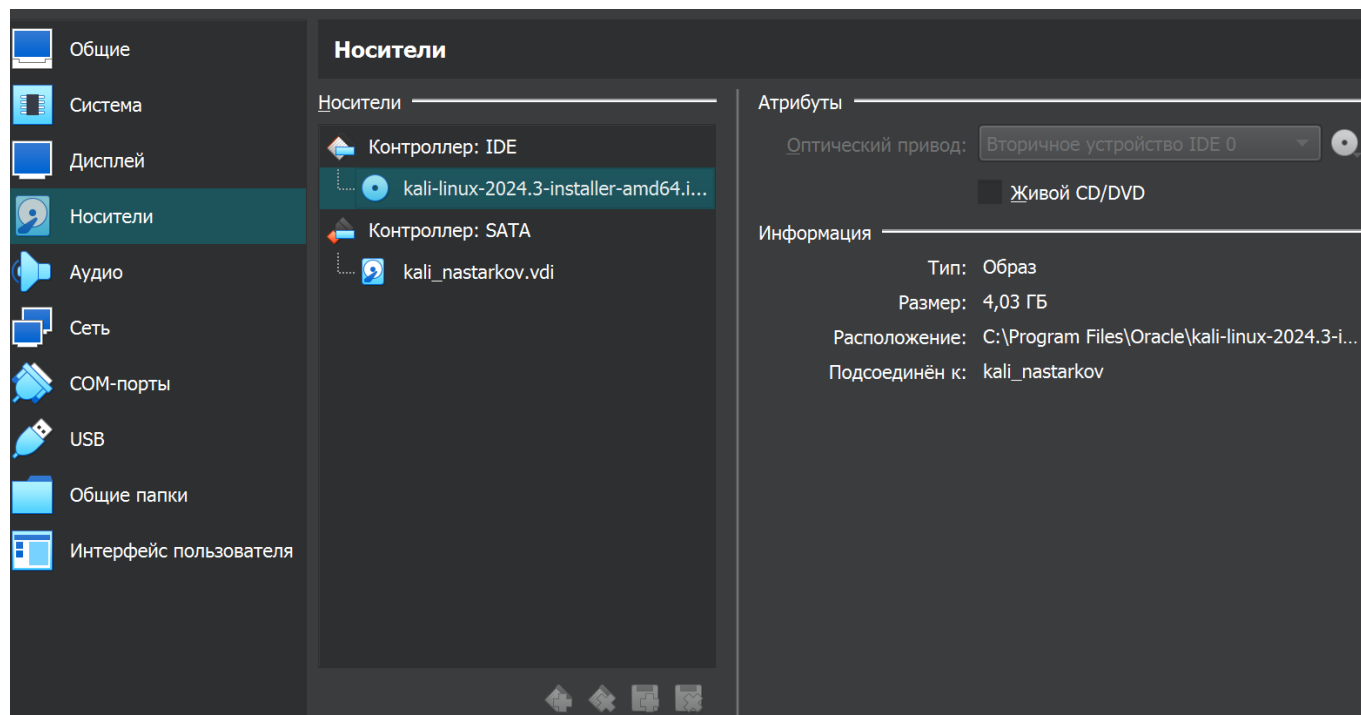 Общие
Система
Дисплей
Носители
Аудио
Сеть
COM-порты
USB
Общие папки
Интерфейс пользователя
Носители
Носители
Контроллер: IDE
kali-linux-2024.3-installer-amd64.i...
Контроллер: SATA
kali_nastarkov.vdi
Атрибуты
Оптический привод: Вторичное устройство IDE 0
Живой CD/DVD
Информация
Тип: Образ
Размер: 4,03 ГБ
Расположение: C:\Program Files\Oracle\kali-linux-2024.3-i...
Подсоединён к: kali_nastarkov